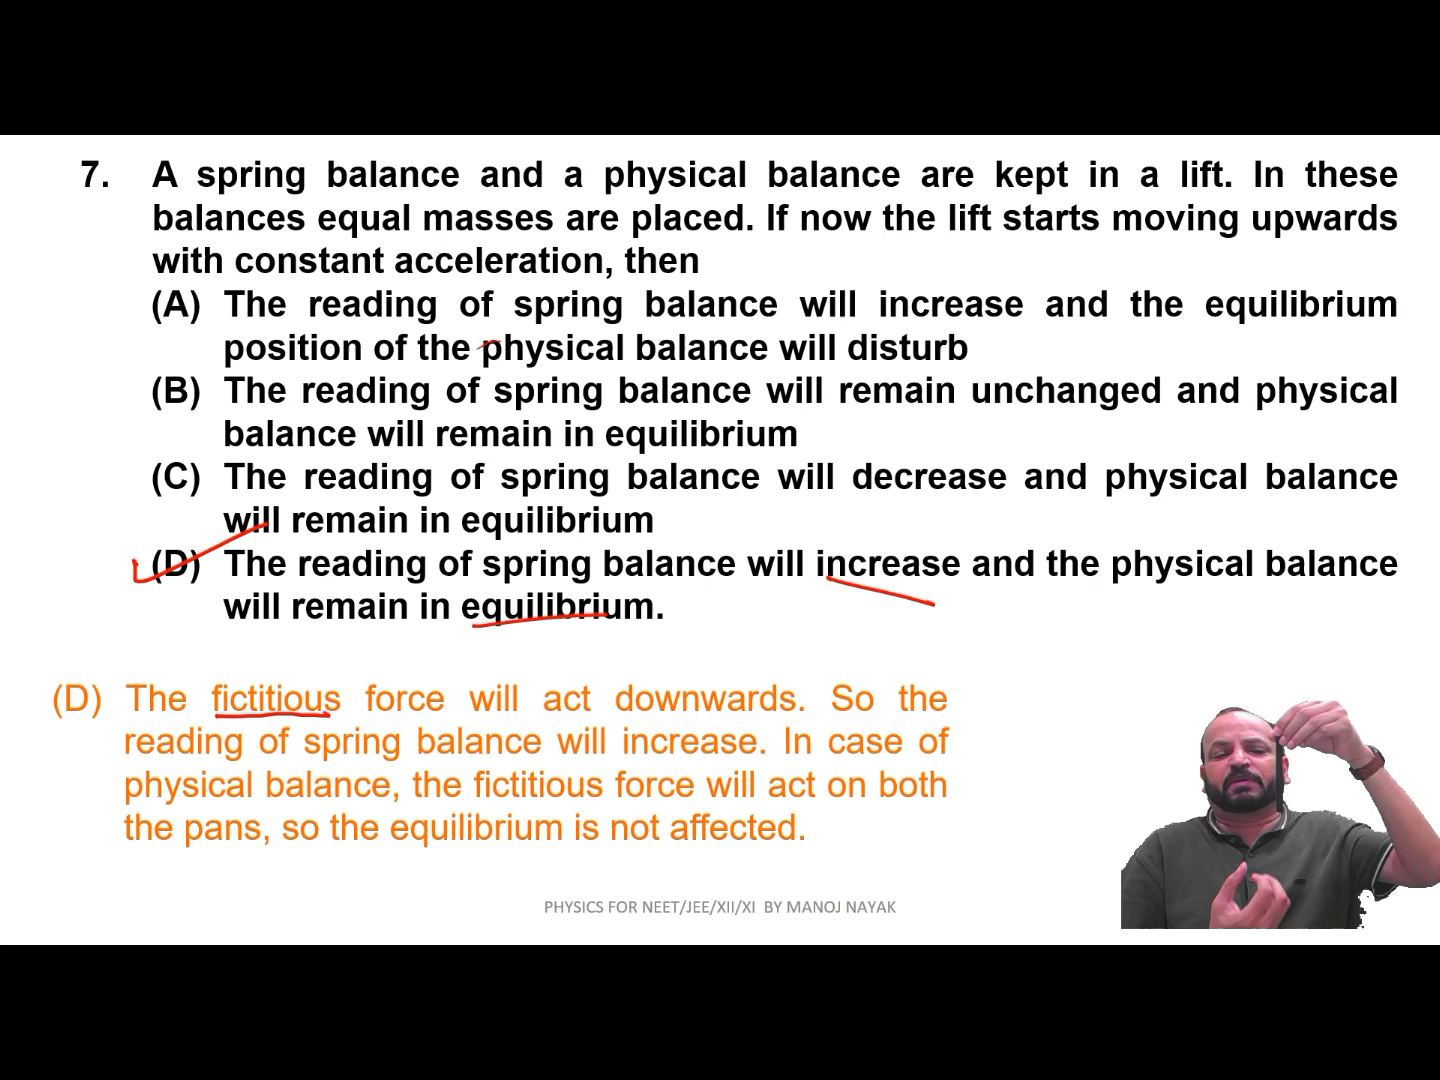 7. A spring balance and a physical balance are kept in a lift. In these
balances equal masses are placed. If now the lift starts moving upwards
with constant acceleration, then
(A) The reading of spring balance will increase and the equilibrium
position of the physical balance will disturb
(B) The reading of spring balance will remain unchanged and physical
balance will remain in equilibrium
(C) The reading of spring balance will decrease and physical balance
will remain in equilibrium
(D) The reading of spring balance will increase and the physical balance
will remain in equilibrium.
(D) The fictitious force will act downwards. So the
reading of spring balance will increase. In case of
physical balance, the fictitious force will act on both
the pans, so the equilibrium is not affected.
PHYSICS FOR NEET/JEE/XII/XI BY MANOJ NAYAK